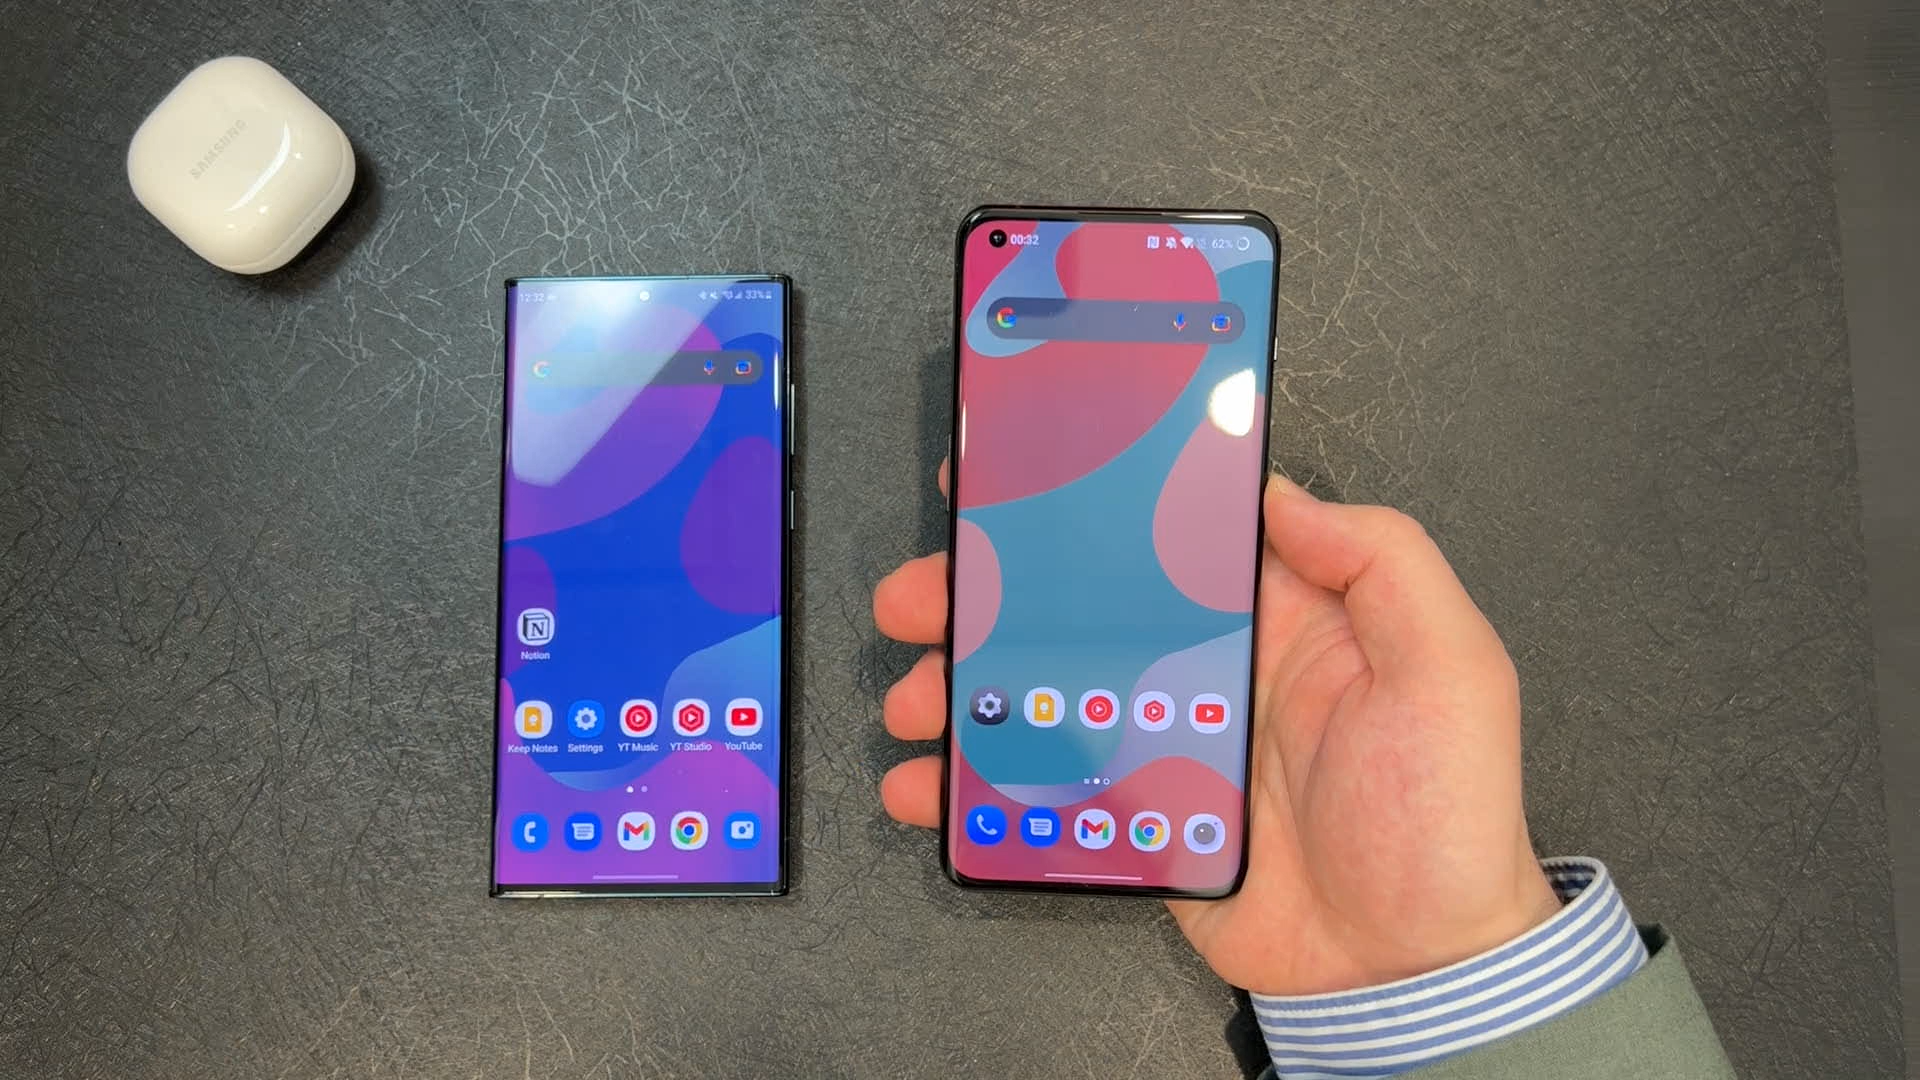 SAMSUNG
12:32
33%
Notion
Keep Notes
Settings
YT Music
YT Studio
YouTube
00:32
62%